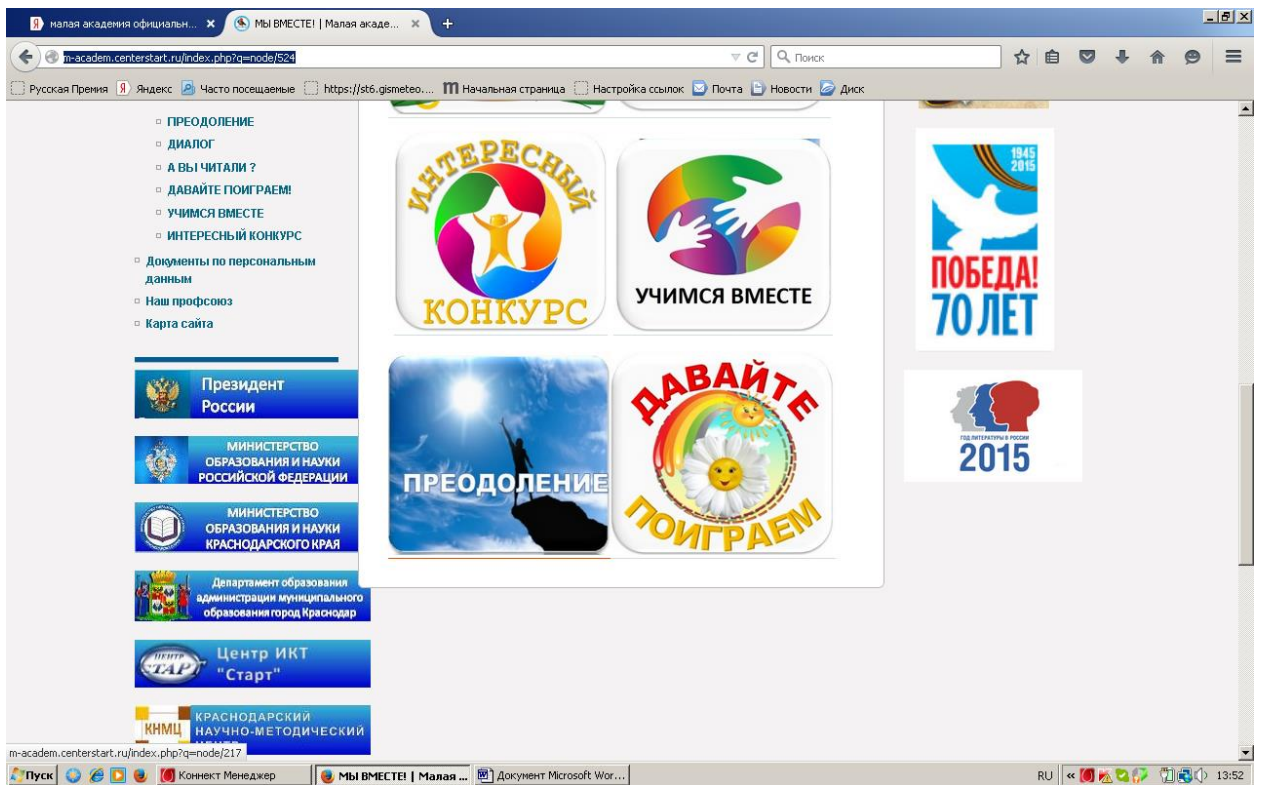 малая академия официальн...
МЫ ВМЕСТЕ! | Малая акаде...
m-academ.centerstart.ru/index.php?q=node/524
Поиск
Русская Премия
Яндекс
Часто посещаемые
https://st6.gismeteo....
Начальная страница
Настройка ссылок
Почта
Новости
Диск
ПРЕОДОЛЕНИЕ
ДИАЛОГ
А ВЫ ЧИТАЛИ ?
ДАВАЙТЕ ПОИГРАЕМ!
УЧИМСЯ ВМЕСТЕ
ИНТЕРЕСНЫЙ КОНКУРС
Документы по персональным
данным
Наш профсоюз
Карта сайта
Президент
России
МИНИСТЕРСТВО
ОБРАЗОВАНИЯ И НАУКИ
РОССИЙСКОЙ ФЕДЕРАЦИИ
МИНИСТЕРСТВО
ОБРАЗОВАНИЯ И НАУКИ
КРАСНОДАРСКОГО КРАЯ
Департамент образования
администрации муниципального
образования город Краснодар
ЦЕНТР
СТАРТ
Центр ИКТ
"Старт"
КНМЦ
КРАСНОДАРСКИЙ
НАУЧНО-МЕТОДИЧЕСКИЙ
ИНТЕРЕСНЫЙ
КОНКУРС
УЧИМСЯ ВМЕСТЕ
ПРЕОДОЛЕНИЕ
ДАВАЙТЕ
ПОИГРАЕМ
1945
2015
ПОБЕДА!
70 ЛЕТ
ГОД ЛИТЕРАТУРЫ В РОССИИ
2015
m-academ.centerstart.ru/index.php?q=node/217
Пуск
Коннект Менеджер
МЫ ВМЕСТЕ! | Малая ...
Документ Microsoft Wor...
RU
13:52